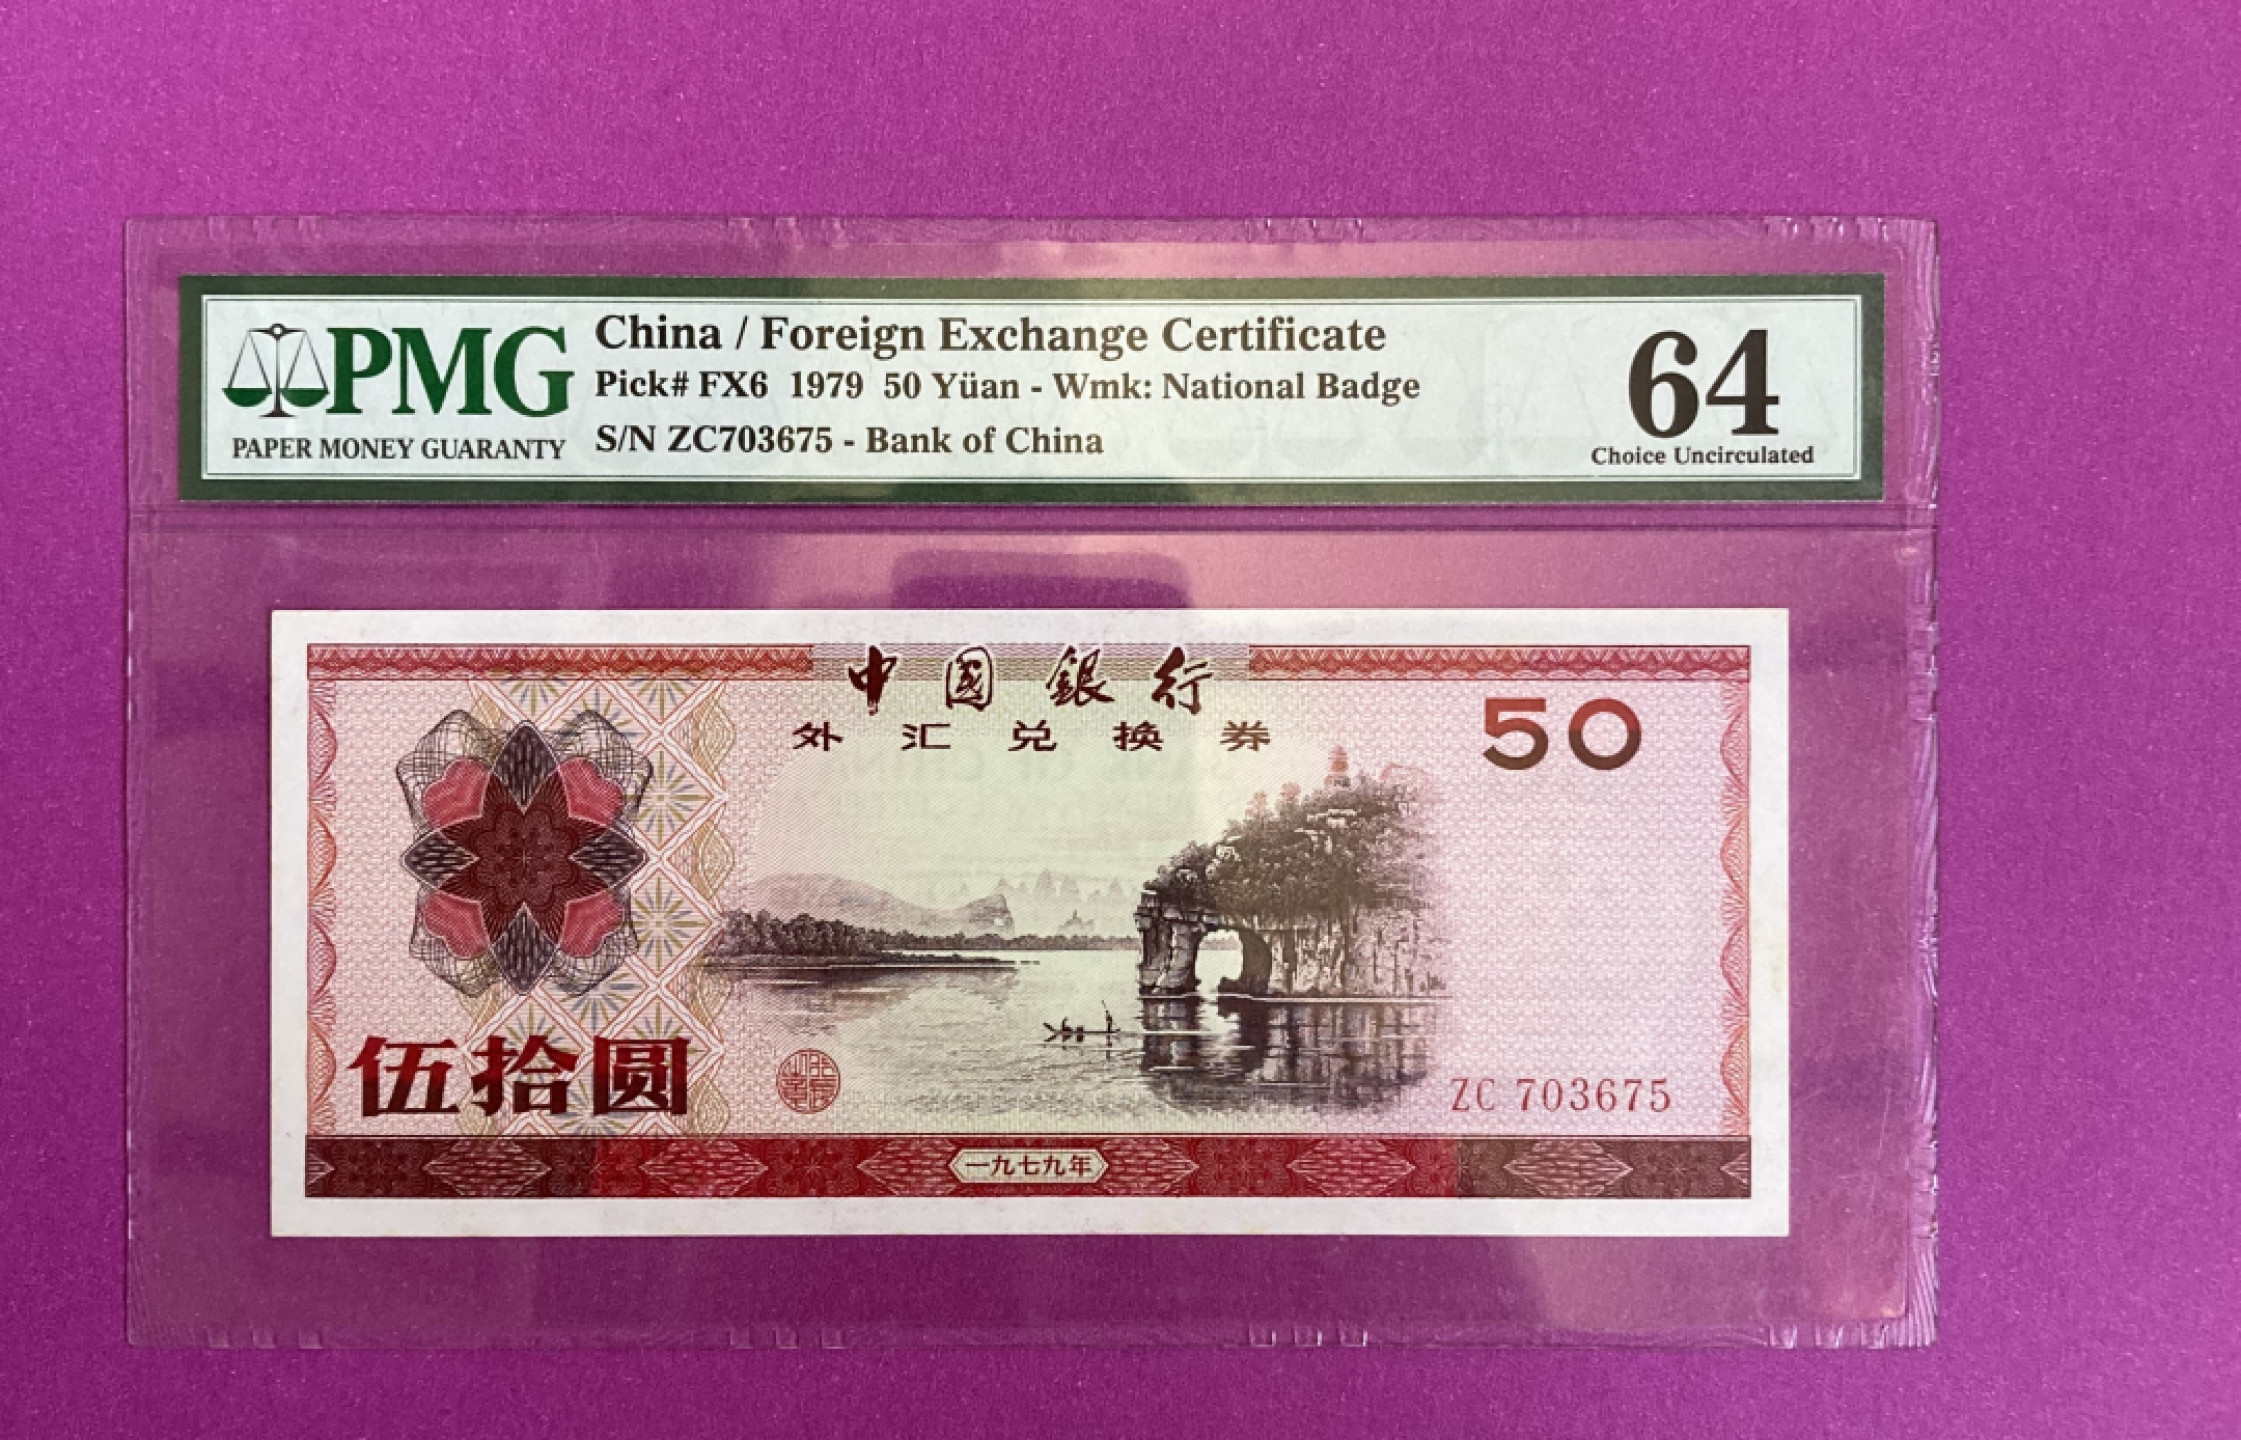 PMG
PAPER MONEY GUARANTY
China / Foreign Exchange Certificate
Pick# FX6 1979 50 Yüan - Wmk: National Badge
S/N ZC703675 - Bank of China
64
Choice Uncirculated
中國銀行
外汇兑换券
50
伍拾圆
ZC 703675
一九七九年